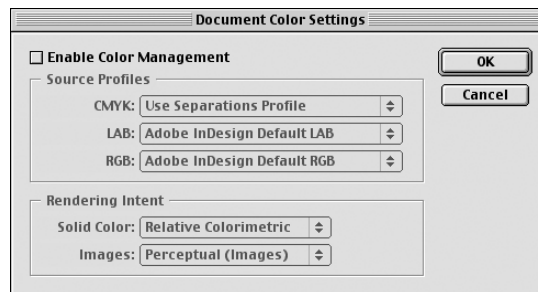 Document Color Settings
Enable Color Management
OK
Source Profiles
Cancel
CMYK: Use Separations Profile
LAB: Adobe InDesign Default LAB
RGB: Adobe InDesign Default RGB
Rendering Intent
Solid Color: Relative Colorimetric
Images: Perceptual (Images)